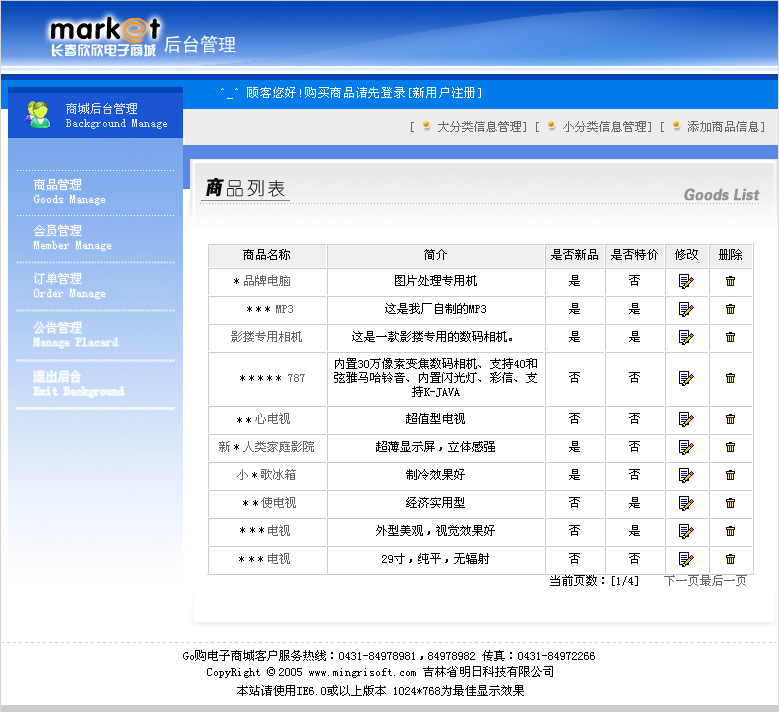 market
长春欣欣电子商城 后台管理
^_^ 顾客您好!购买商品请先登录[新用户注册]
商城后台管理
Background Manage
[ 大分类信息管理] [ 小分类信息管理] [ 添加商品信息]
商品管理
Goods Manage
会员管理
Member Manage
订单管理
Order Manage
公告管理
Manage Placard
退出后台
Exit Background
商品列表
Goods List
商品名称 简介 是否新品 是否特价 修改 删除
*品牌电脑 图片处理专用机 是 否
*** MP3 这是我厂自制的MP3 是 是
影搂专用相机 这是一款影搂专用的数码相机。 是 是
***** 787 内置30万像索变焦数码相机、支持40和
弦雅马哈铃音、内置闪光灯、彩信、支
持K-JAVA 否 否
**心电视 超值型电视 否 否
新*人类家庭影院 超薄显示屏，立体感强 是 否
小*歌冰箱 制冷效果好 是 否
**使电视 经济实用型 否 是
***电视 外型美观，视觉效果好 否 是
***电视 29寸，纯平，无辐射 否 否
当前页数：[1/4] 下一页最后一页
Go购电子商城客户服务热线：0431-84978981，84978982 传真：0431-84972266
CopyRight © 2005 www.mingrisoft.com 吉林省明日科技有限公司
本站请使用IE6.0或以上版本 1024*768为最佳显示效果